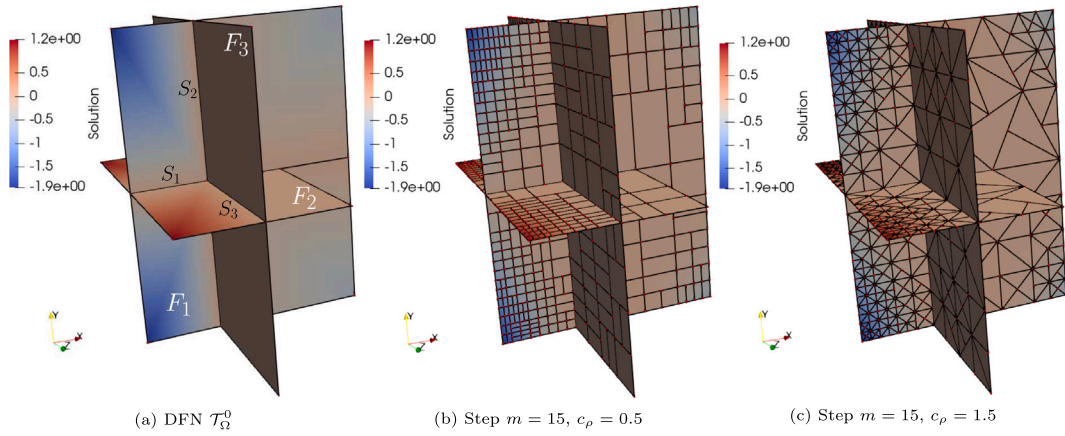 1.2e+00
0.5
0
-0.5
-1
-1.5
-1.9e+00
Solution
F3
S2
S1
S3
F2
F1
Y
X
Z
(a) DFN 𝒯⁰_Ω
1.2e+00
0.5
0
-0.5
-1
-1.5
-1.9e+00
Solution
Y
X
Z
(b) Step m = 15, c_ρ = 0.5
1.2e+00
0.5
0
-0.5
-1
-1.5
-1.9e+00
Solution
Y
X
Z
(c) Step m = 15, c_ρ = 1.5